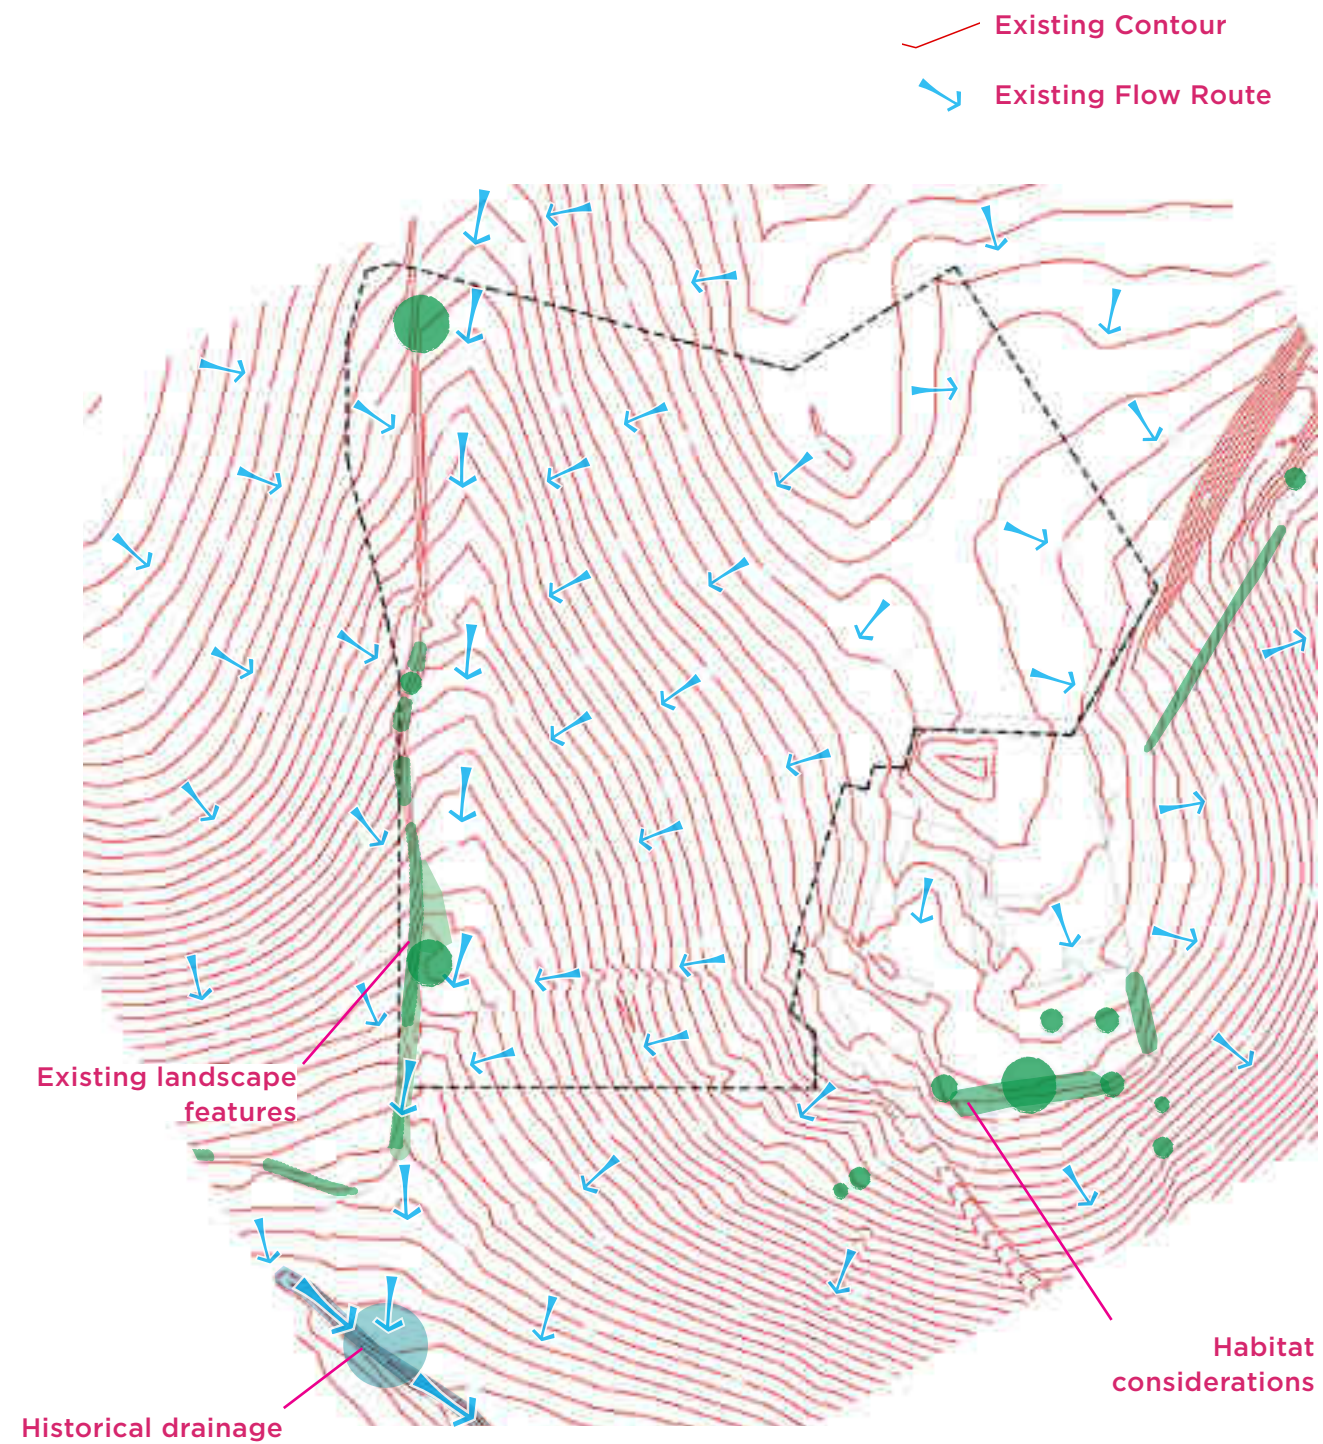 Existing Contour
Existing Flow Route
Existing landscape
features
Habitat
considerations
Historical drainage